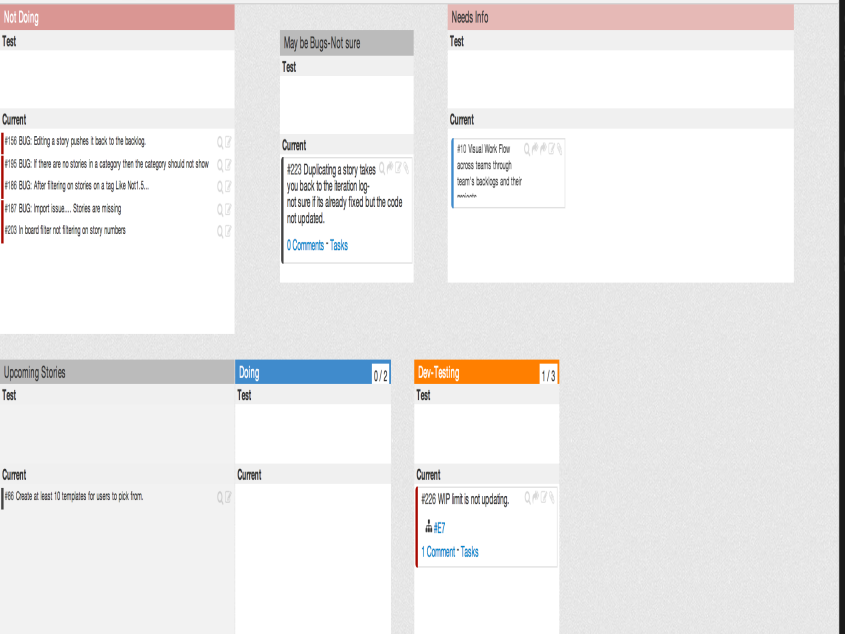 Not Doing
Test
Current
#156 BUG: Editing a story pushes it back to the backlog.
#185 BUG: If there are no stories in a category then the category should not show
#186 BUG: After filtering on stories on a tag Like Not1.5...
#187 BUG: Import issue.... Stories are missing
#203 In board filter not filtering on story numbers
May be Bugs-Not sure
Test
Current
#223 Duplicating a story takes
you back to the iteration log-
not sure if its already fixed but the code
not updated.
0 Comments - Tasks
Needs Info
Test
Current
#10 Visual Work Flow
across teams through
team's backlogs and their
projects
Upcoming Stories
Test
Current
#66 Create at least 10 templates for users to pick from.
Doing
0 / 2
Test
Current
Dev-Testing
1 / 3
Test
Current
#226 WIP limit is not updating.
#E7
1 Comment - Tasks